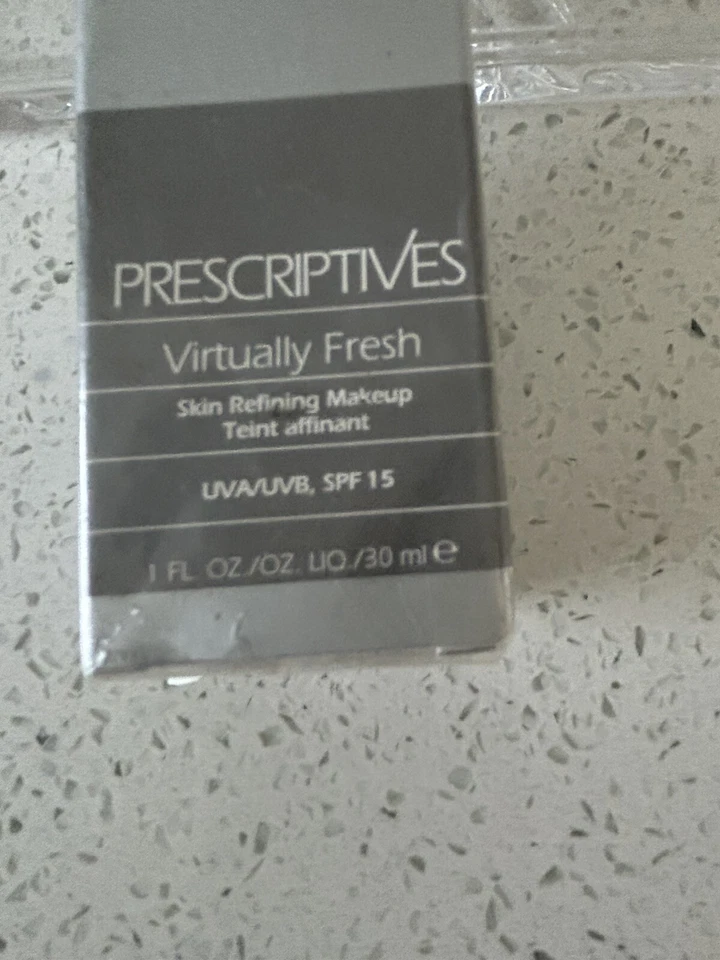 PRESCRIPTIVES
Virtually Fresh
Skin Refining Makeup
Teint affinant
UVA/UVB, SPF 15
1 FL. OZ./OZ. LIQ./30 ml ℮